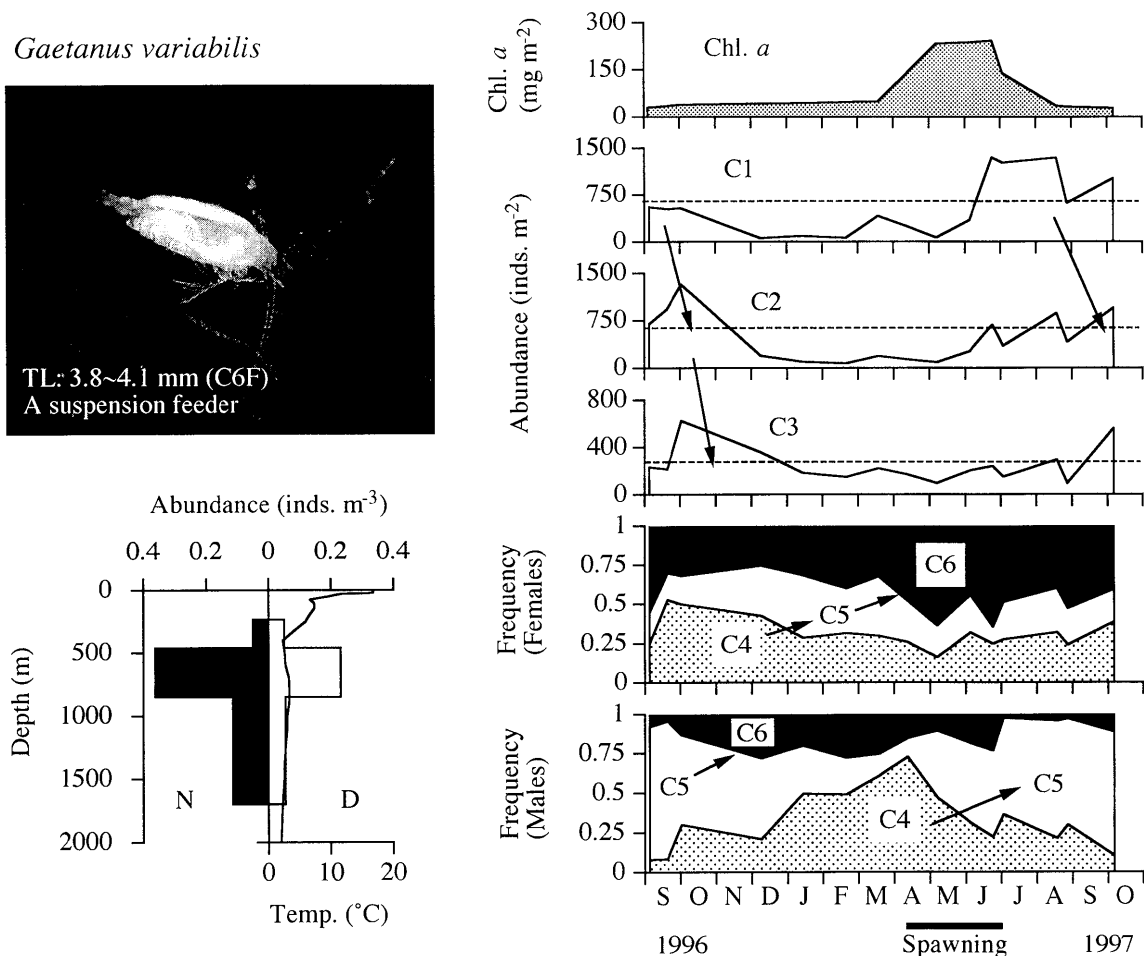 Gaetanus variabilis
TL: 3.8~4.1 mm (C6F)
A suspension feeder
Abundance (inds. m-3)
0.4 0.2 0 0.2 0.4
Depth (m)
0
500
1000
1500
2000
N D
0 10 20
Temp. (˚C)
Chl. a
(mg m-2)
300
150
0
Chl. a
S O N D J F M A M J J A S O
Abundance (inds. m-2)
1500
750
0
C1
1500
750
0
C2
800
400
0
C3
Frequency
(Females)
1
0.75
0.5
0.25
0
C6
C5
C4
Frequency
(Males)
1
0.75
0.5
0.25
0
C6
C5
C5
C4
S O N D J F M A M J J A S O
1996 Spawning 1997